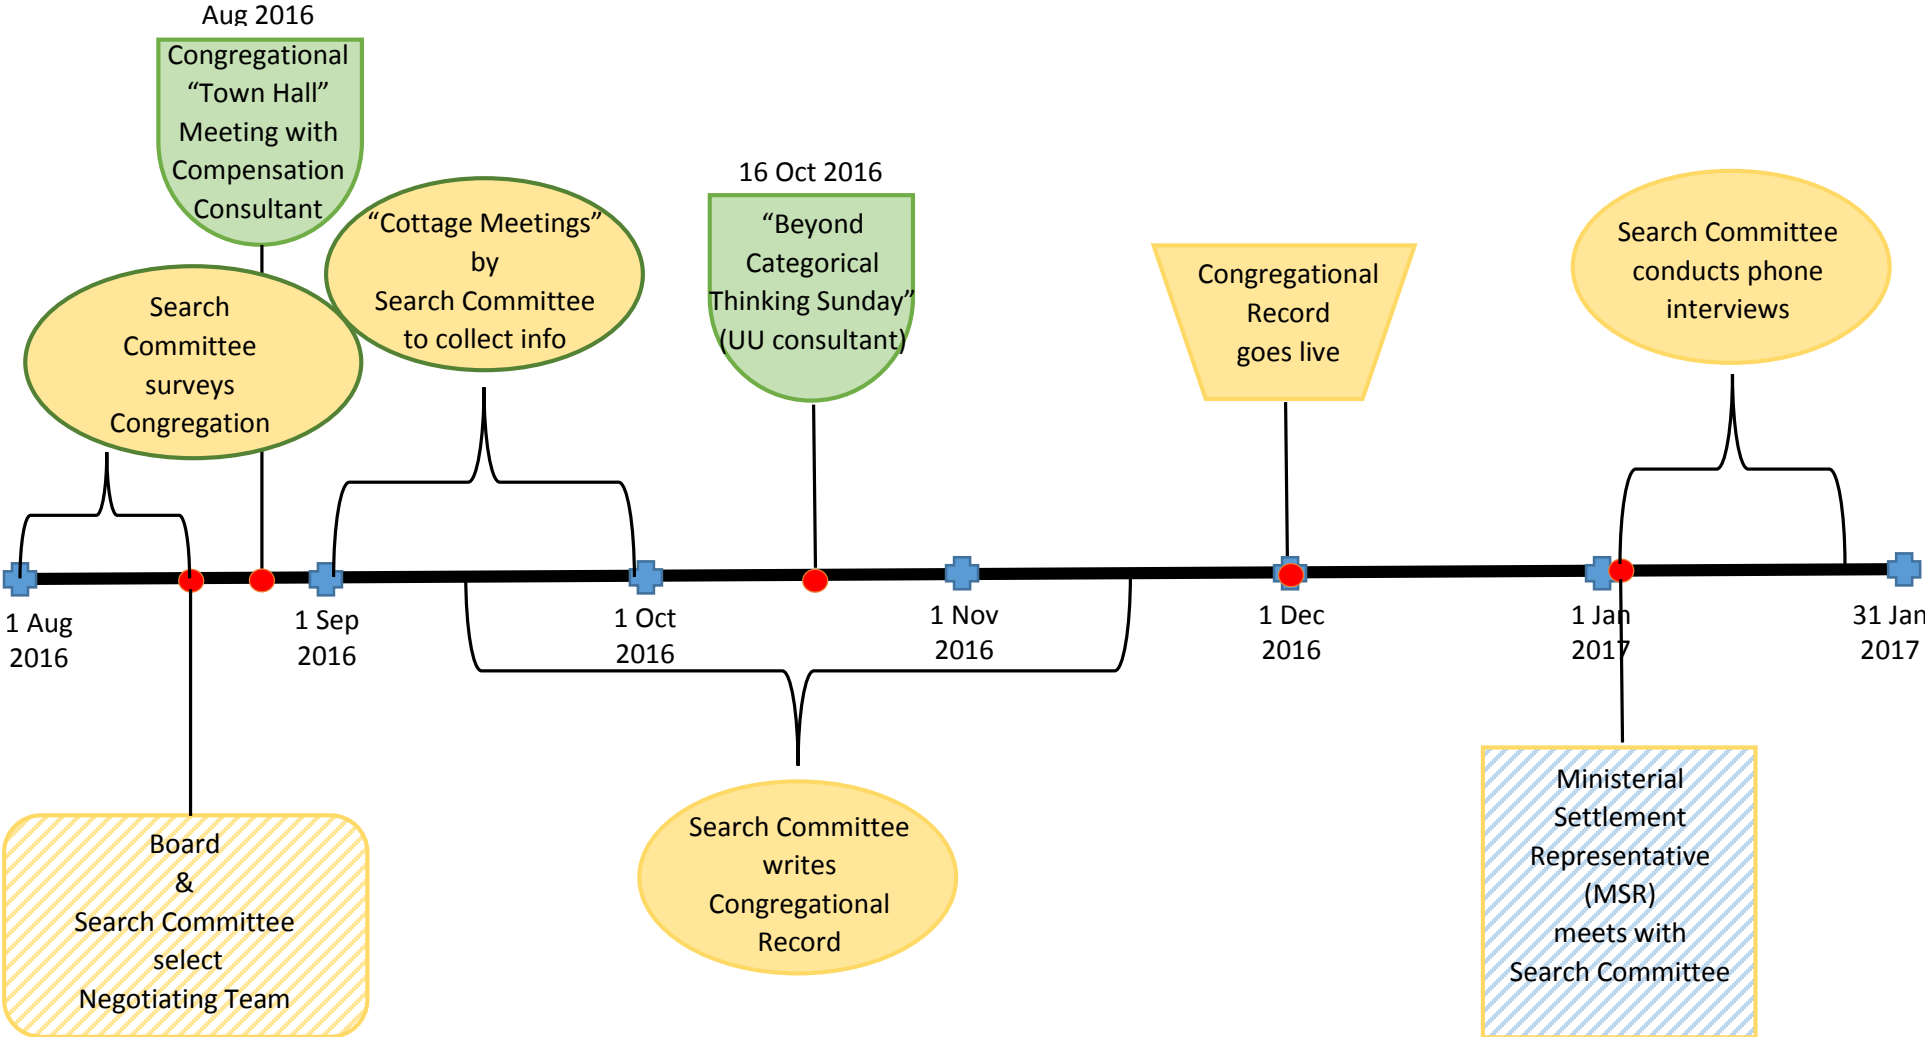 Aug 2016
Congregational
“Town Hall”
Meeting with
Compensation
Consultant
Search
Committee
surveys
Congregation
“Cottage Meetings”
by
Search Committee
to collect info
16 Oct 2016
“Beyond
Categorical
Thinking Sunday”
(UU consultant)
Congregational
Record
goes live
Search Committee
conducts phone
interviews
1 Aug
2016
1 Sep
2016
1 Oct
2016
1 Nov
2016
1 Dec
2016
1 Jan
2017
31 Jan
2017
Board
&
Search Committee
select
Negotiating Team
Search Committee
writes
Congregational
Record
Ministerial
Settlement
Representative
(MSR)
meets with
Search Committee